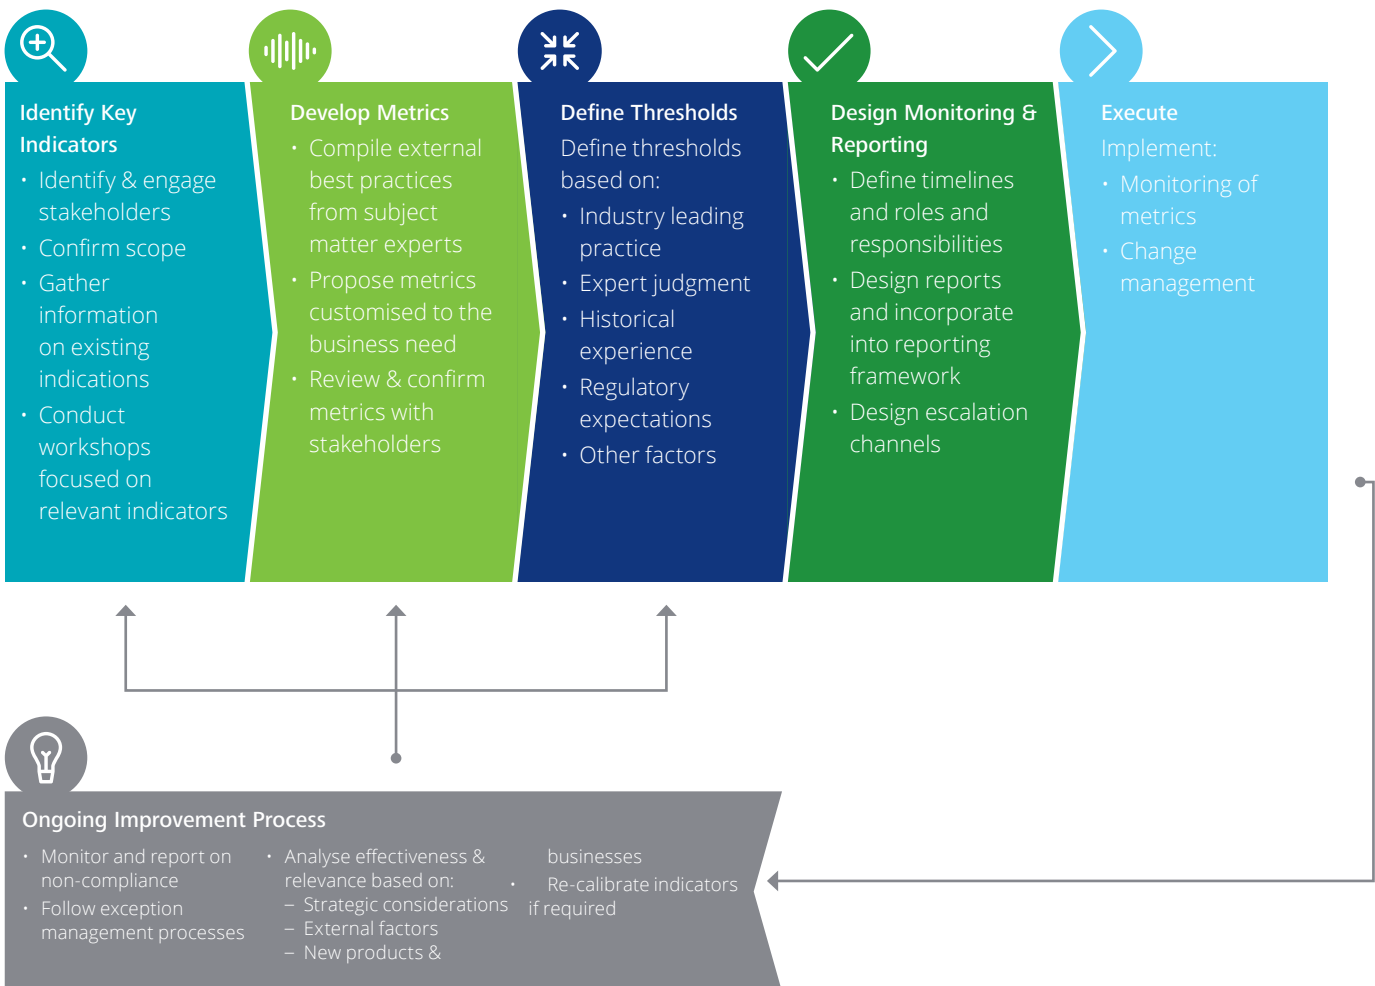 Identify Key
Indicators
• Identify & engage
stakeholders
• Confirm scope
• Gather
information
on existing
indications
• Conduct
workshops
focused on
relevant indicators
Develop Metrics
• Compile external
best practices
from subject
matter experts
• Propose metrics
customised to the
business need
• Review & confirm
metrics with
stakeholders
Define Thresholds
Define thresholds
based on:
• Industry leading
practice
• Expert judgment
• Historical
experience
• Regulatory
expectations
• Other factors
Design Monitoring &
Reporting
• Define timelines
and roles and
responsibilities
• Design reports
and incorporate
into reporting
framework
• Design escalation
channels
Execute
Implement:
• Monitoring of
metrics
• Change
management
Ongoing Improvement Process
• Monitor and report on
non-compliance
• Follow exception
management processes
• Analyse effectiveness &
relevance based on:
– Strategic considerations
– External factors
– New products &
businesses
• Re-calibrate indicators
if required